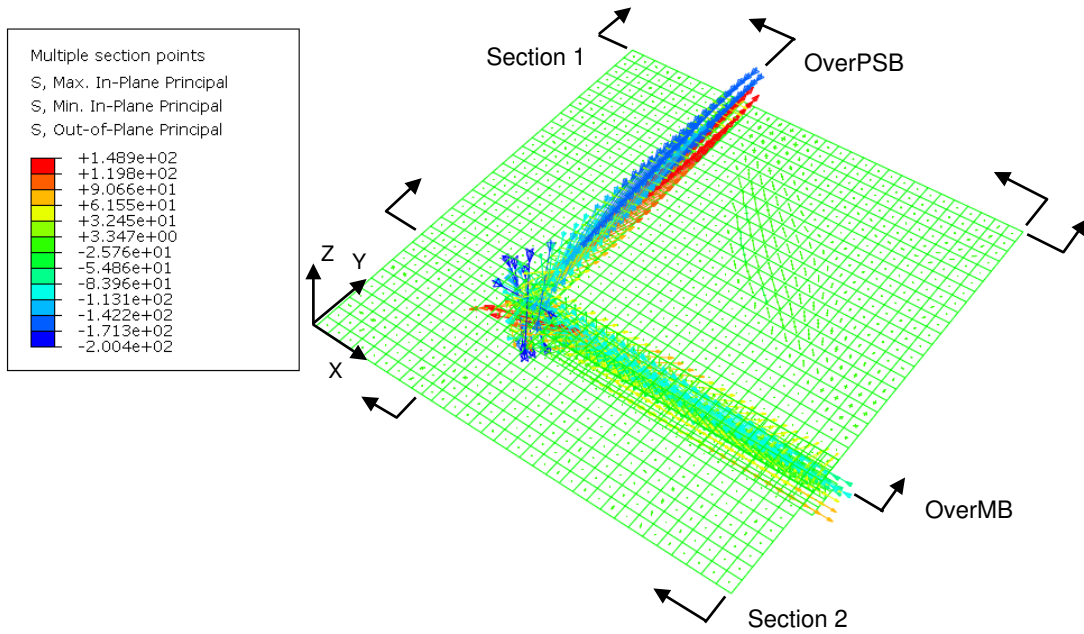 Multiple section points
S, Max. In-Plane Principal
S, Min. In-Plane Principal
S, Out-of-Plane Principal
+1.489e+02
+1.198e+02
+9.066e+01
+6.155e+01
+3.245e+01
+3.347e+00
-2.576e+01
-5.486e+01
-8.396e+01
-1.131e+02
-1.422e+02
-1.713e+02
-2.004e+02
Section 1
OverPSB
Z
Y
X
OverMB
Section 2